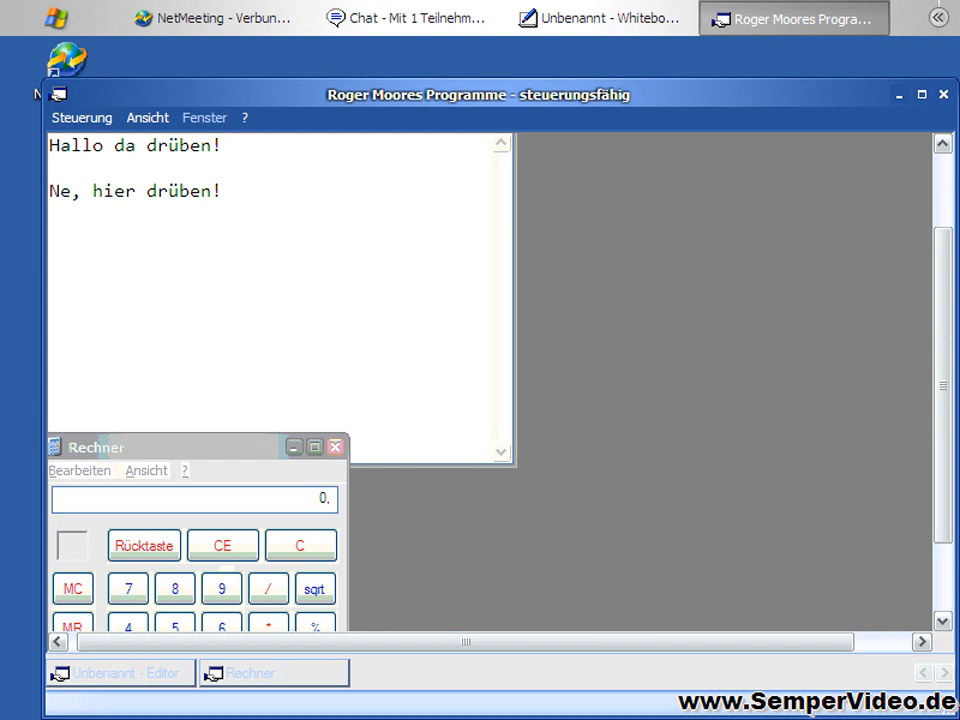 NetMeeting - Verbun...
Chat - Mit 1 Teilnehm...
Unbenannt - Whitebo...
Roger Moores Progra...
N
Roger Moores Programme - steuerungsfähig
Steuerung Ansicht Fenster ?
Hallo da drüben!
Ne, hier drüben!
Rechner
Bearbeiten Ansicht ?
0,
Rücktaste CE C
MC 7 8 9 / sqrt
MR 4 5 6 * %
Unbenannt - Editor
Rechner
www.SemperVideo.de